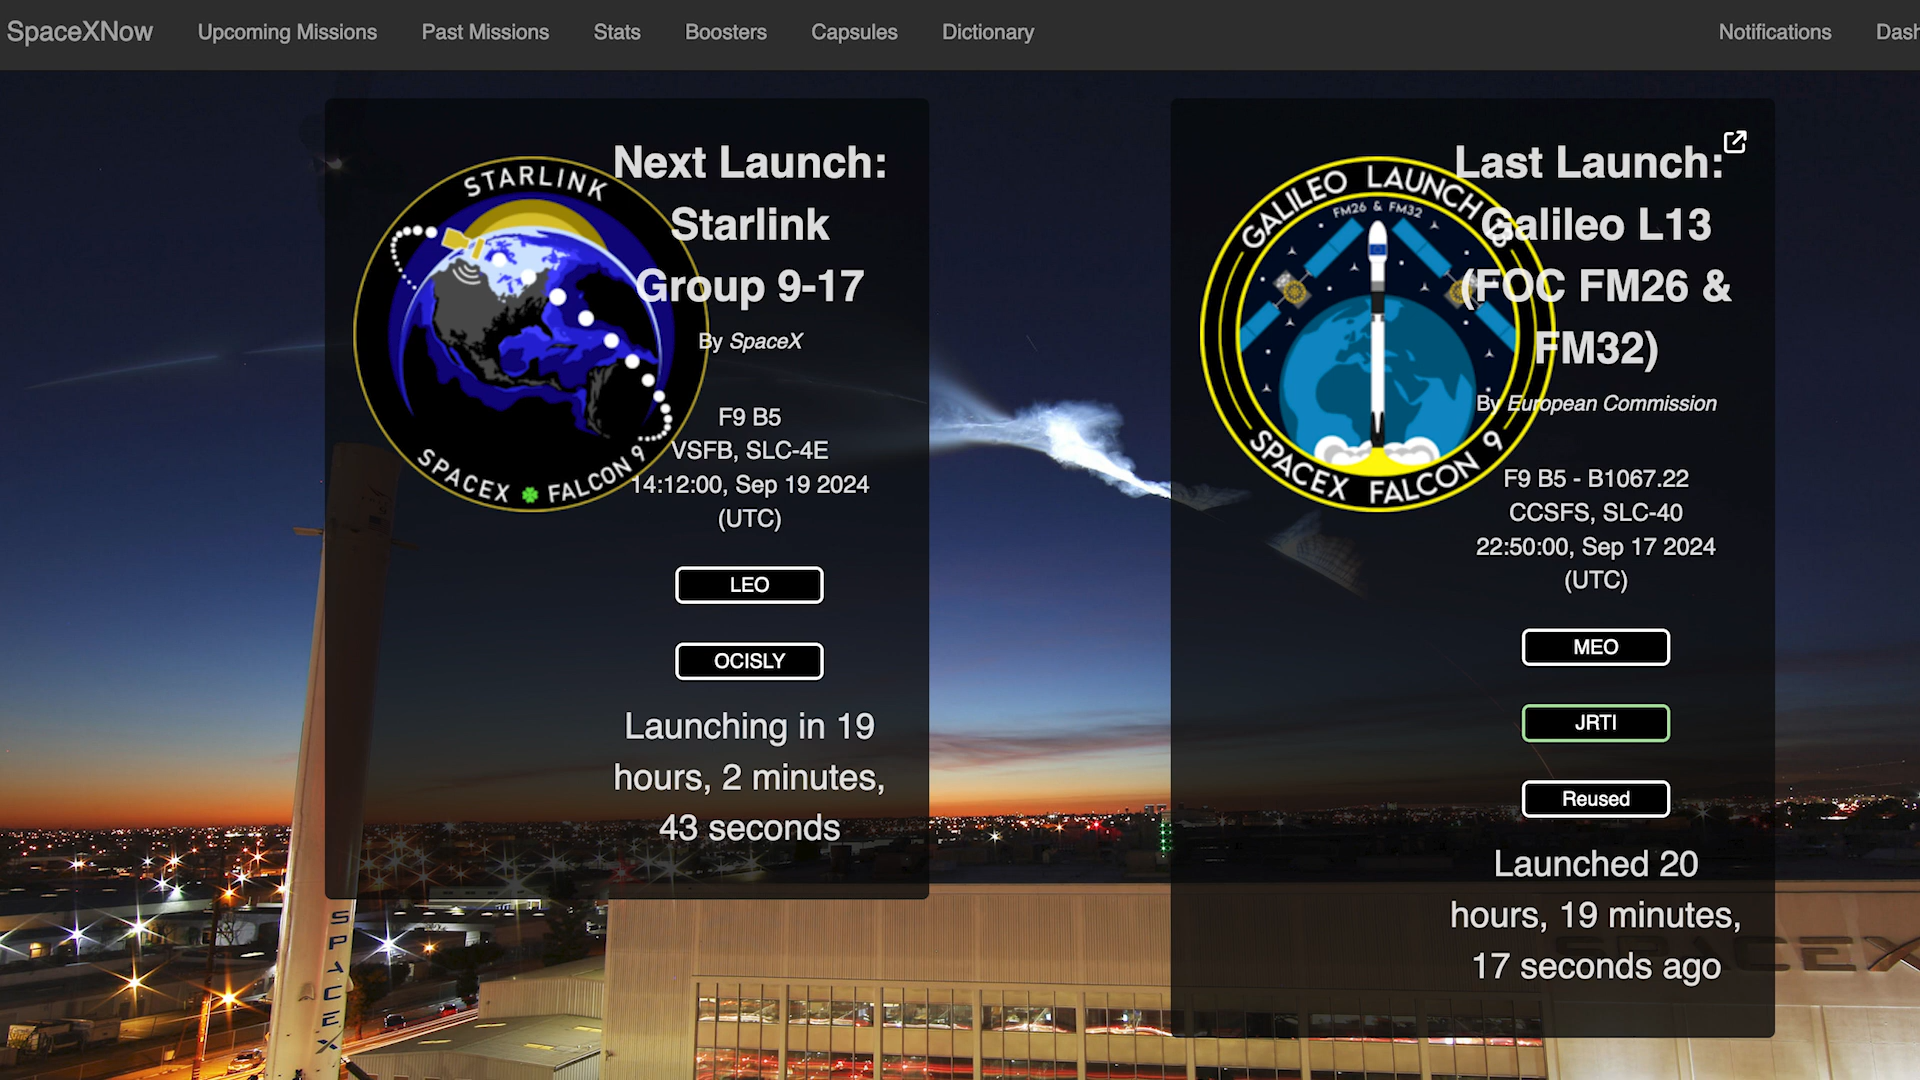 SpaceXNow
Upcoming Missions
Past Missions
Stats
Boosters
Capsules
Dictionary
Notifications
Dash
STARLINK
SPACEX FALCON 9
Next Launch:
Starlink
Group 9-17
By SpaceX
F9 B5
VSFB, SLC-4E
14:12:00, Sep 19 2024
(UTC)
LEO
OCISLY
Launching in 19
hours, 2 minutes,
43 seconds
GALILEO LAUNCH
FM26 & FM32
SPACEX FALCON 9
Last Launch:
Galileo L13
(FOC FM26 &
FM32)
By European Commission
F9 B5 - B1067.22
CCSFS, SLC-40
22:50:00, Sep 17 2024
(UTC)
MEO
JRTI
Reused
Launched 20
hours, 19 minutes,
17 seconds ago
SPACEX
SPACEX